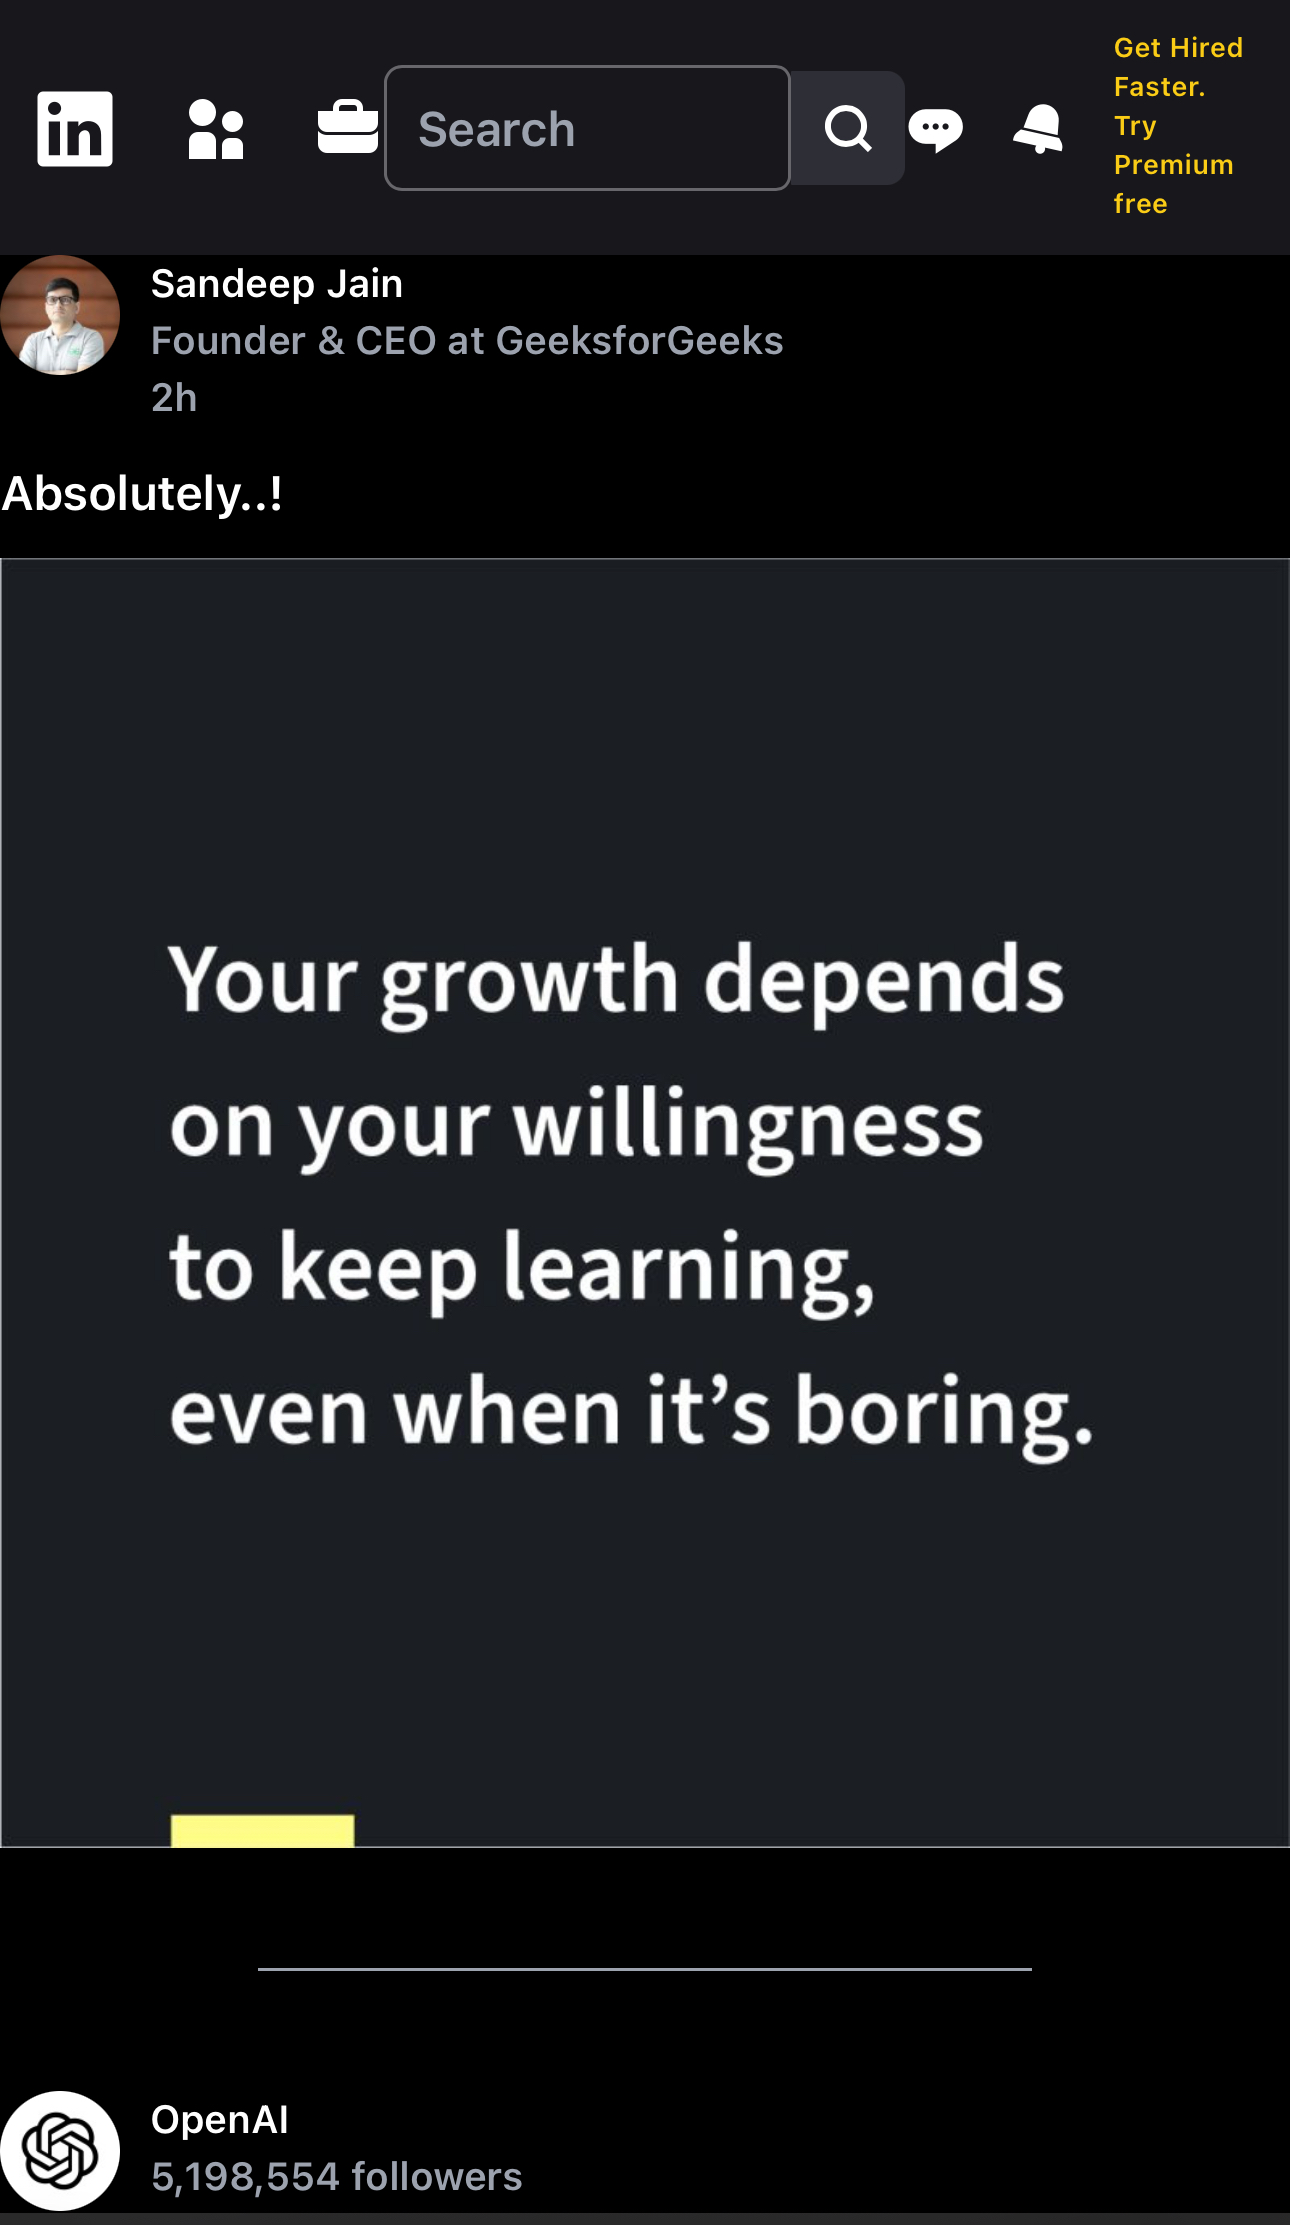 in
Search
Get Hired
Faster.
Try
Premium
free
Sandeep Jain
Founder & CEO at GeeksforGeeks
2h
Absolutely..!
Your growth depends
on your willingness
to keep learning,
even when it’s boring.
OpenAI
5,198,554 followers